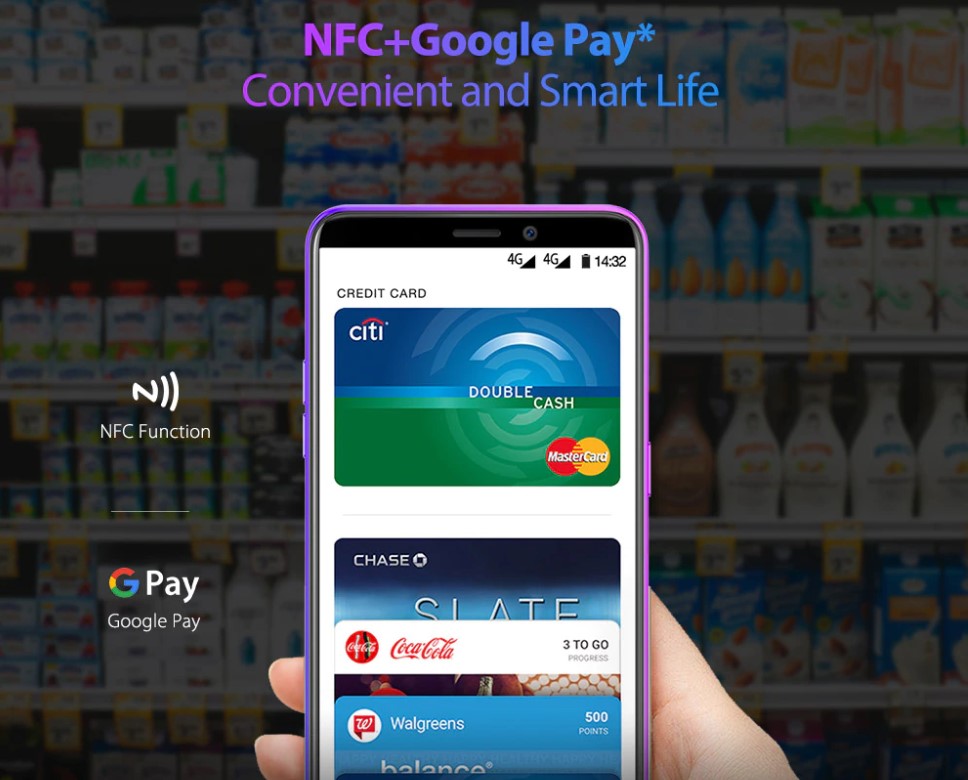 NFC+Google Pay*
Convenient and Smart Life
4G 4G 14:32
CREDIT CARD
citi
DOUBLE
CASH
MasterCard
NFC Function
CHASE
SLATE
G Pay
Google Pay
Coca-Cola Coca-Cola 3 TO GO
PROGRESS
Walgreens 500
POINTS
balance